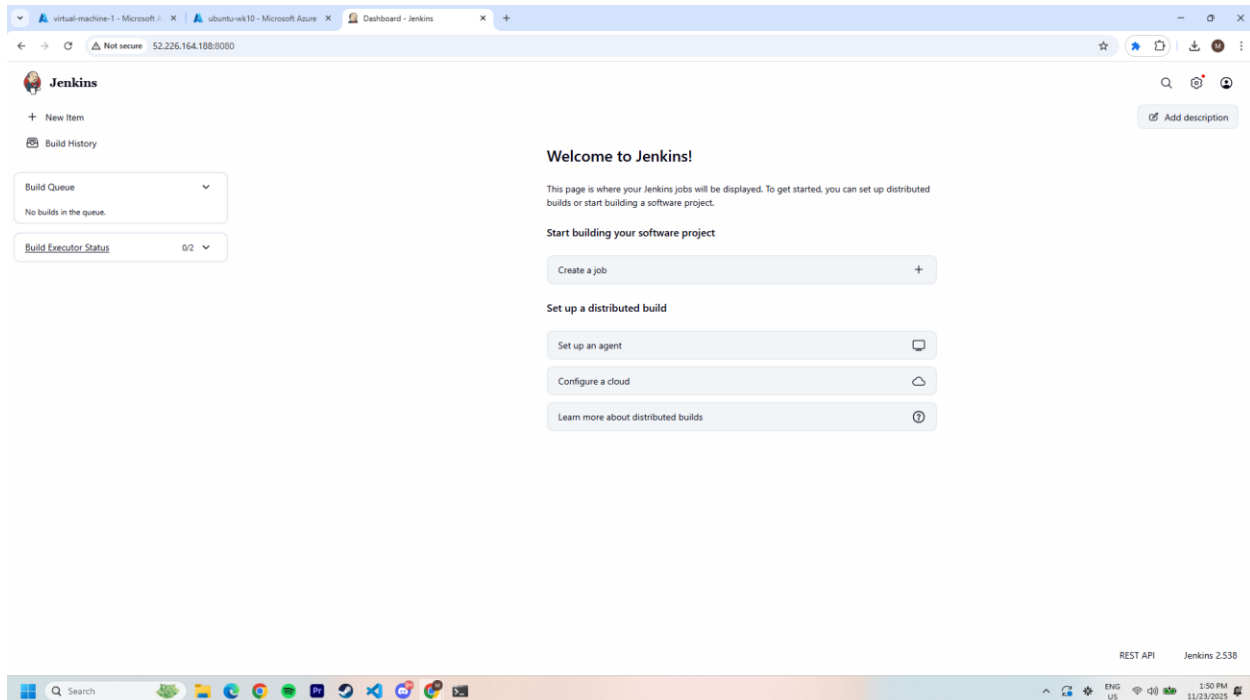 virtual-machine-1 - Microsoft A
ubuntu-wk10 - Microsoft Azure
Dashboard - Jenkins
Not secure 52.226.164.188:8080
M
Jenkins
New Item
Add description
Build History
Welcome to Jenkins!
Build Queue
This page is where your Jenkins jobs will be displayed. To get started, you can set up distributed
builds or start building a software project.
No builds in the queue.
Start building your software project
Build Executor Status 0/2
Create a job
Set up a distributed build
Set up an agent
Configure a cloud
Learn more about distributed builds
REST API Jenkins 2.538
Search
Pr
ENG
US
1:50 PM
11/23/2025